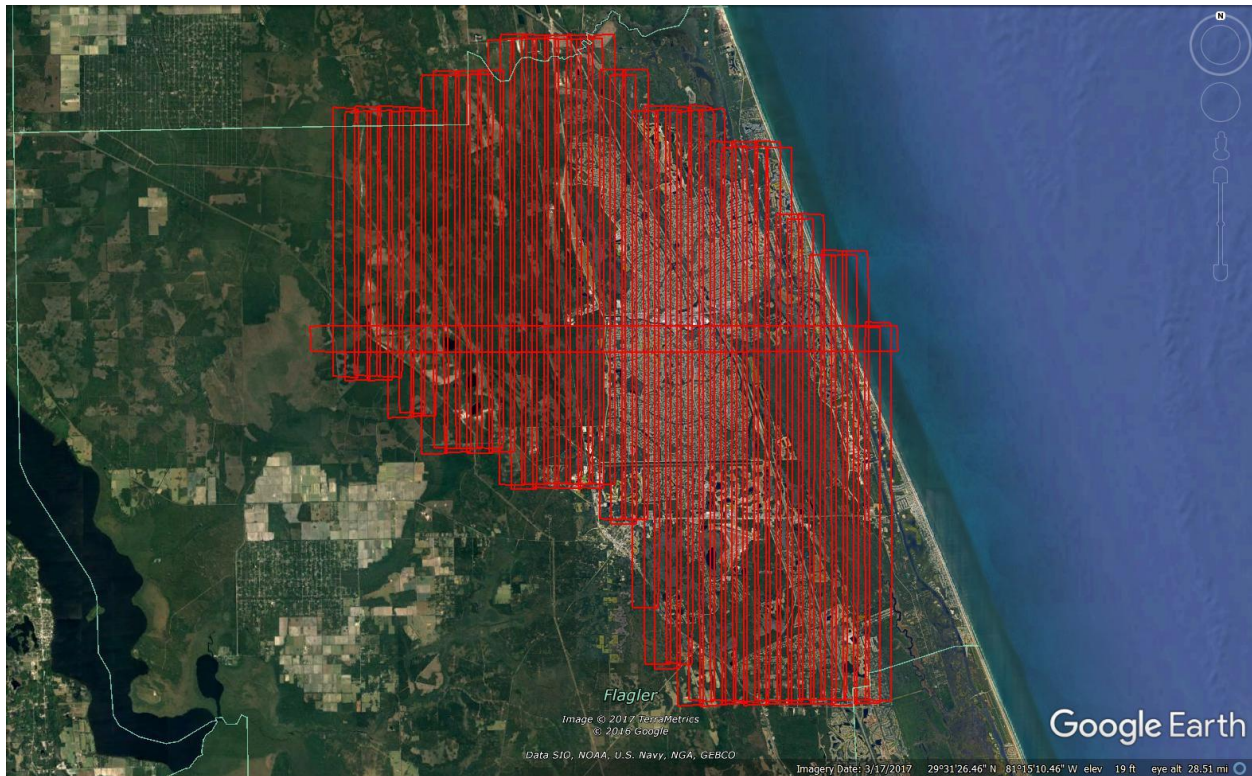 N
Flagler
Image © 2017 TerraMetrics
© 2016 Google
Data SIO, NOAA, U.S. Navy, NGA, GEBCO
Google Earth
Imagery Date: 3/17/2017 29°31'26.46" N 81°15'10.46" W elev 19 ft eye alt 28.51 mi